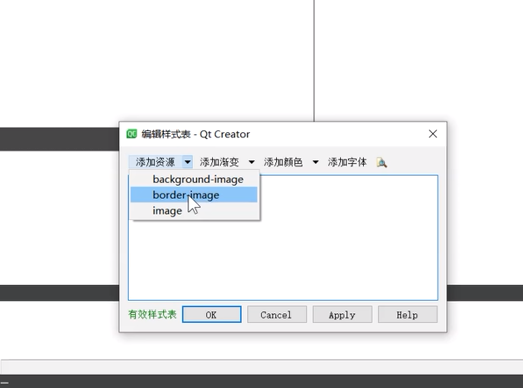 编辑样式表 - Qt Creator
添加资源 添加渐变 添加颜色 添加字体
background-image
border-image
image
有效样式表 OK Cancel Apply Help